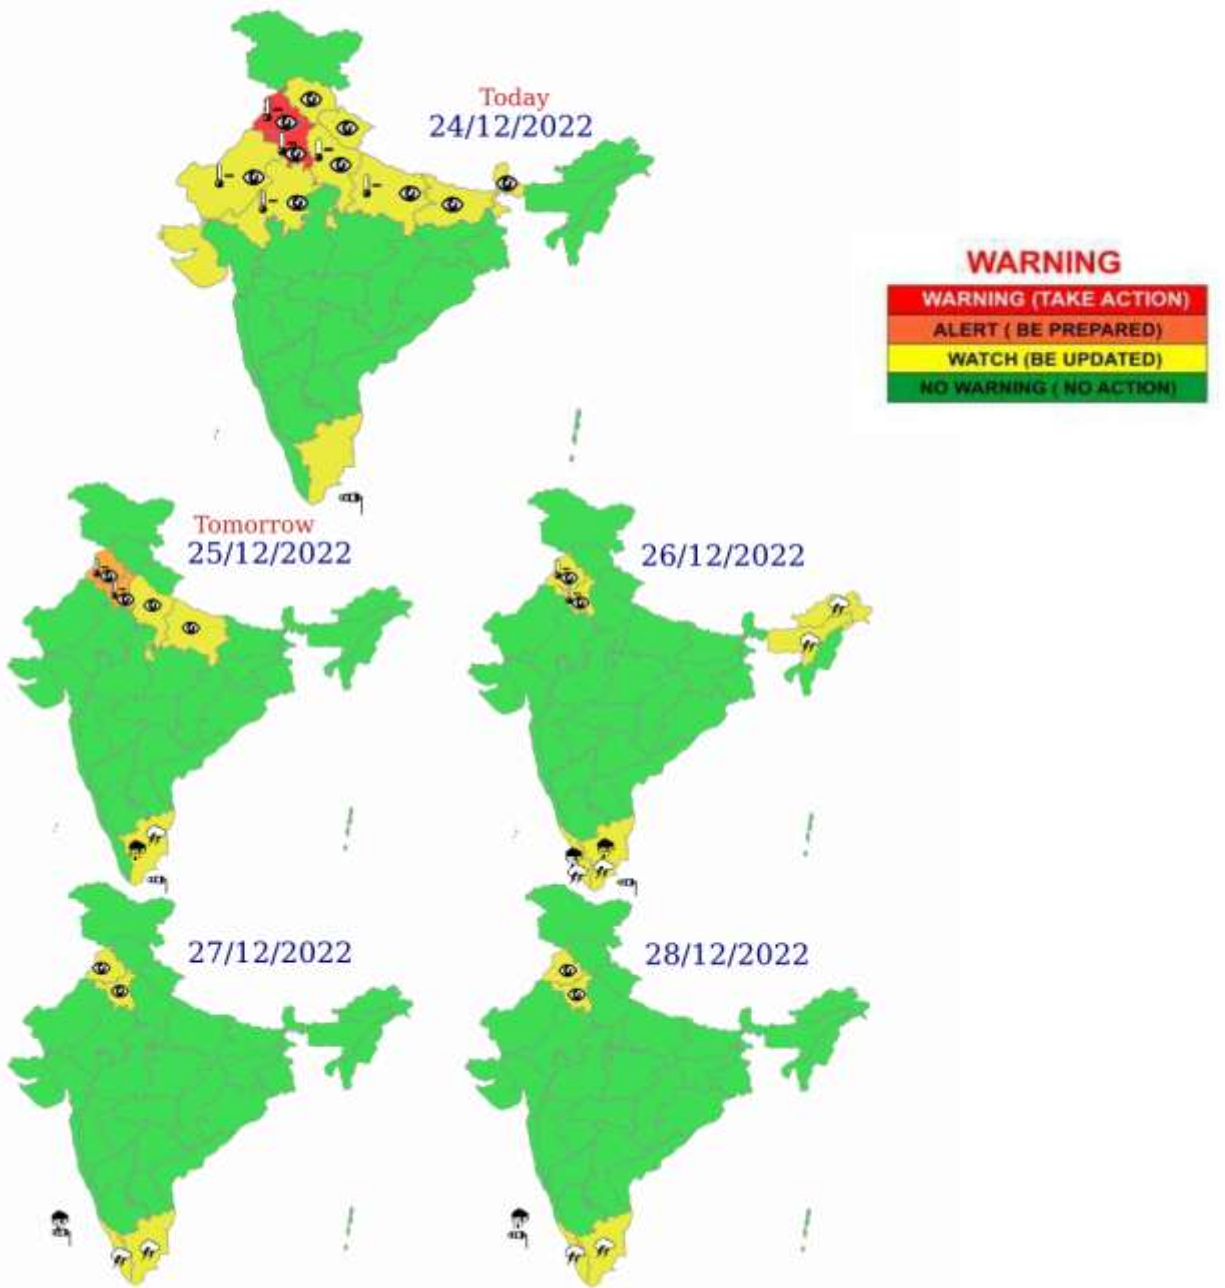 Today
24/12/2022
WARNING
WARNING (TAKE ACTION)
ALERT ( BE PREPARED)
WATCH (BE UPDATED)
NO WARNING ( NO ACTION)
Tomorrow
25/12/2022
26/12/2022
27/12/2022
28/12/2022